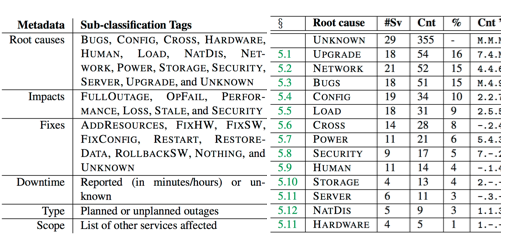 Metadata Sub-classification Tags
Root causes BUGS, CONFIG, CROSS, HARDWARE,
HUMAN, LOAD, NATDIS, NET-
WORK, POWER, STORAGE, SECURITY,
SERVER, UPGRADE, and UNKNOWN
Impacts FULLOUTAGE, OPFAIL, PERFOR-
MANCE, LOSS, STALE, and SECURITY
Fixes ADDRESOURCES, FIXHW, FIXSW,
FIXCONFIG, RESTART, RESTORE-
DATA, ROLLBACKSW, NOTHING, and
UNKNOWN
Downtime Reported (in minutes/hours) or un-
known
Type Planned or unplanned outages
Scope List of other services affected
§ Root cause #Sv Cnt % Cnt '
UNKNOWN 29 355 - M.M.M
5.1 UPGRADE 18 54 16 7.4.M
5.2 NETWORK 21 52 15 4.4.6
5.3 BUGS 18 51 15 M.4.9
5.4 CONFIG 19 34 10 2.2.7
5.5 LOAD 18 31 9 2.5.5
5.6 CROSS 14 28 8 -.2.4
5.7 POWER 11 21 6 5.4.3
5.8 SECURITY 9 17 5 7.-.2
5.9 HUMAN 11 14 4 -.1.4
5.10 STORAGE 4 13 4 2.-.-
5.11 SERVER 6 11 3 -.3.-
5.12 NATDIS 5 9 3 1.1.3
5.11 HARDWARE 4 5 1 1.-.-